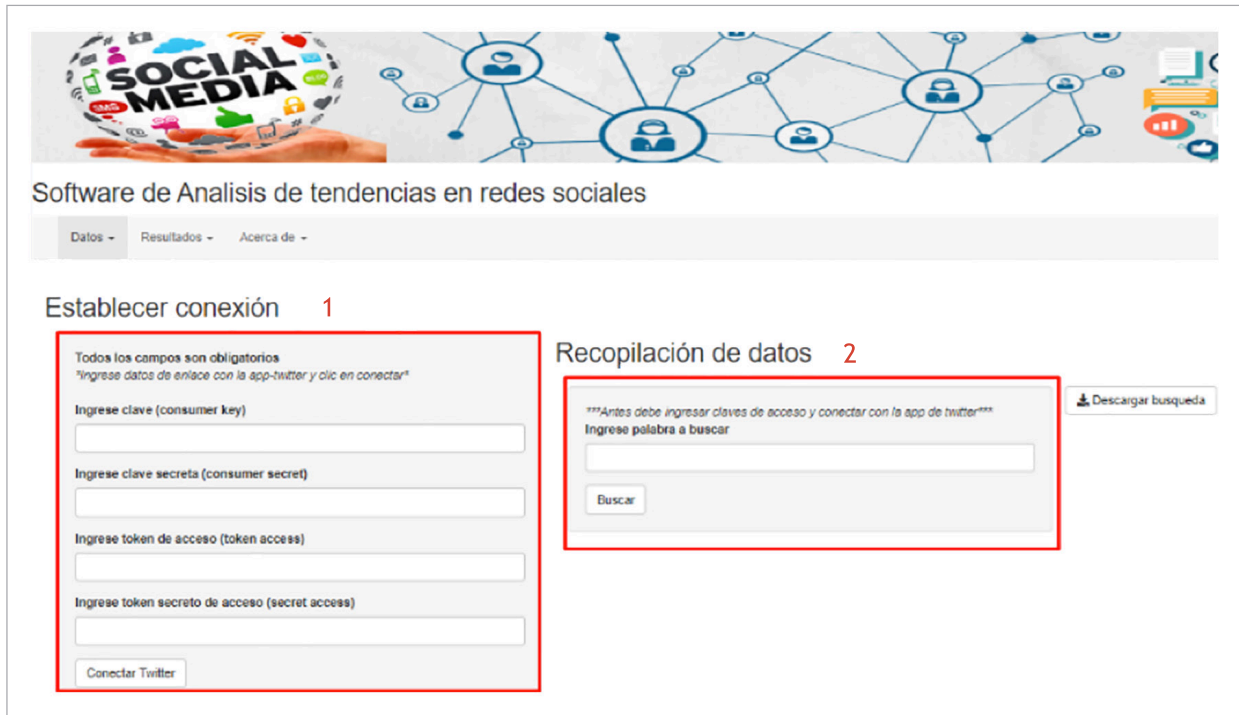 SOCIAL
MEDIA
BLOG
SMS
Software de Analisis de tendencias en redes sociales
Datos
Resultados
Acerca de
Establecer conexión 1
Todos los campos son obligatorios
*Ingrese datos de enlace con la app-twitter y clic en conectar*
Ingrese clave (consumer key)
Ingrese clave secreta (consumer secret)
Ingrese token de acceso (token access)
Ingrese token secreto de acceso (secret access)
Conectar Twitter
Recopilación de datos 2
***Antes debe ingresar claves de acceso y conectar con la app de twitter***
Ingrese palabra a buscar
Buscar
Descargar busqueda